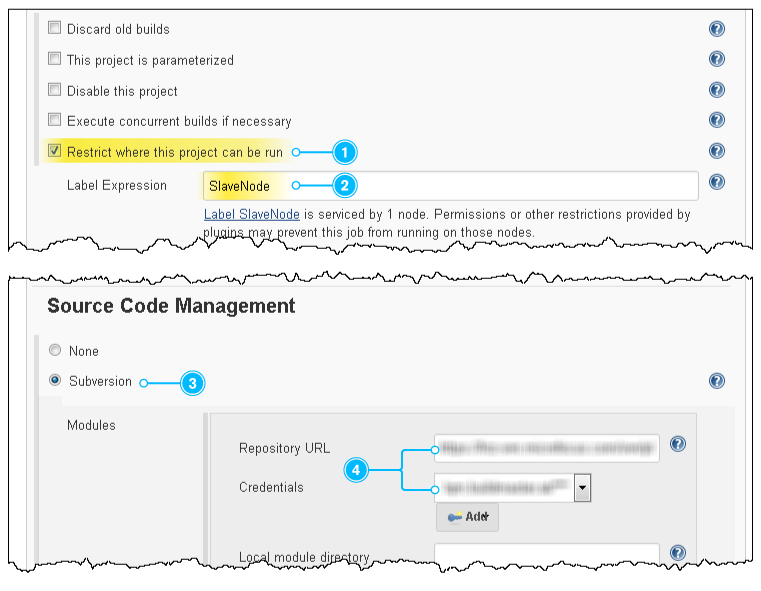 Discard old builds
This project is parameterized
Disable this project
Execute concurrent builds if necessary
Restrict where this project can be run 1
Label Expression SlaveNode 2
Label SlaveNode is serviced by 1 node. Permissions or other restrictions provided by
plugins may prevent this job from running on those nodes.
Source Code Management
None
Subversion 3
Modules
Repository URL
4
Credentials
Add
Local module directory